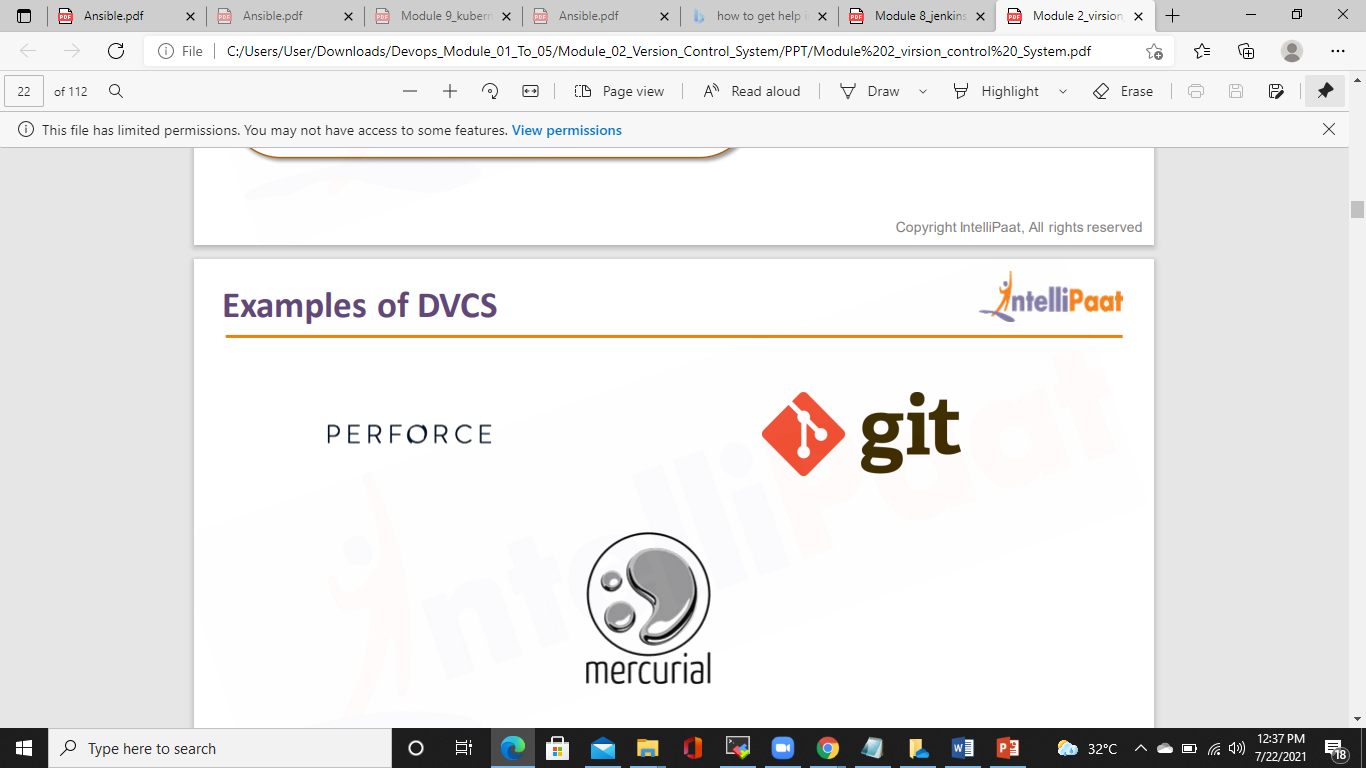 Ansible.pdf
Ansible.pdf
Module 9_kubern
Ansible.pdf
how to get help i
Module 8_jenkins
Module 2_virsion_
File
C:/Users/User/Downloads/Devops_Module_01_To_05/Module_02_Version_Control_System/PPT/Module%202_virsion_control%20_System.pdf
22 of 112
Page view
Read aloud
Draw
Highlight
Erase
This file has limited permissions. You may not have access to some features. View permissions
Copyright IntelliPaat, All rights reserved
Examples of DVCS
IntelliPaat
PERFORCE
git
IntelliPaat
mercurial
Type here to search
32°C
12:37 PM
7/22/2021
18